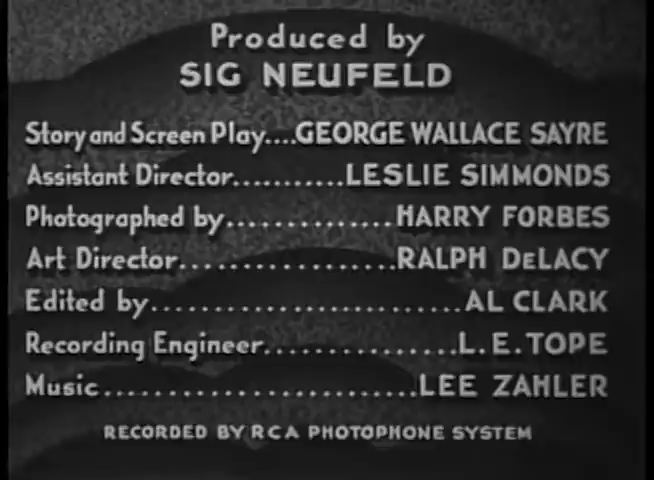 Produced by
SIG NEUFELD
Story and Screen Play....GEORGE WALLACE SAYRE
Assistant Director...........LESLIE SIMMONDS
Photographed by..............HARRY FORBES
Art Director..................RALPH DeLACY
Edited by..........................AL CLARK
Recording Engineer................L.E.TOPE
Music..........................LEE ZAHLER
RECORDED BY RCA PHOTOPHONE SYSTEM